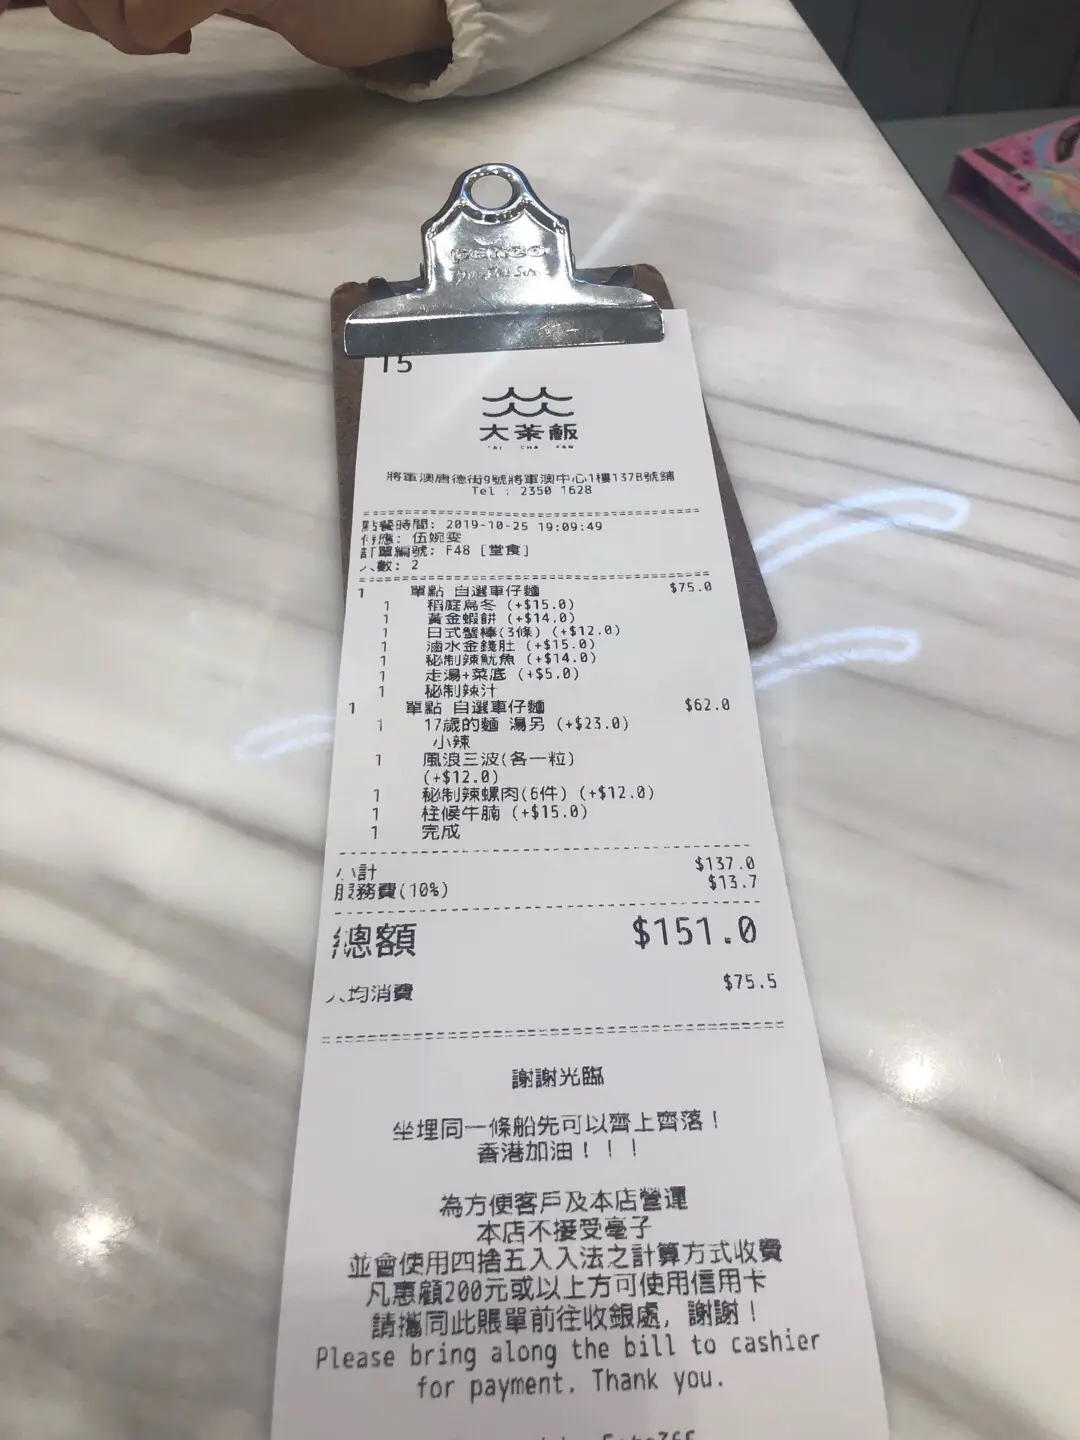 15
大茶飯
TAI CHA FAN
將軍澳唐德街9號將軍澳中心1樓137B號鋪
Tel : 2350 1628
點餐時間: 2019-10-25 19:09:49
侍應: 伍婉雯
訂單編號: F48 [堂食]
人數: 2
1 單點 自選車仔麵 $75.0
1 稻庭烏冬 (+$15.0)
1 黃金蝦餅 (+$14.0)
1 日式蟹棒(3條) (+$12.0)
1 滷水金錢肚 (+$15.0)
1 秘制辣魷魚 (+$14.0)
1 走湯+菜底 (+$5.0)
1 秘制辣汁
1 單點 自選車仔麵 $62.0
1 17歲的麵 湯另 (+$23.0)
小辣
1 風浪三波(各一粒)
(+$12.0)
1 秘制辣螺肉(6件) (+$12.0)
1 柱候牛腩 (+$15.0)
1 完成
小計 $137.0
服務費(10%) $13.7
總額 $151.0
人均消費 $75.5
謝謝光臨
坐埋同一條船先可以齊上齊落！
香港加油！！！
為方便客戶及本店營運
本店不接受毫子
並會使用四捨五入入法之計算方式收費
凡惠顧200元或以上方可使用信用卡
請攜同此賬單前往收銀處, 謝謝！
Please bring along the bill to cashier
for payment. Thank you.